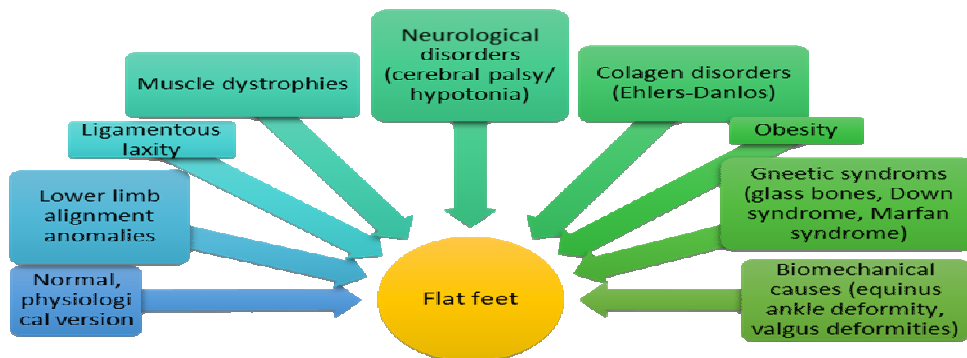 Neurological
disorders
(cerebral palsy/
hypotonia)
Muscle dystrophies
Colagen disorders
(Ehlers-Danlos)
Ligamentous
laxity
Obesity
Lower limb
alignment
anomalies
Gneetic syndroms
(glass bones, Down
syndrome, Marfan
syndrome)
Normal,
physiologi
cal version
Flat feet
Biomechanical
causes (equinus
ankle deformity,
valgus deformities)